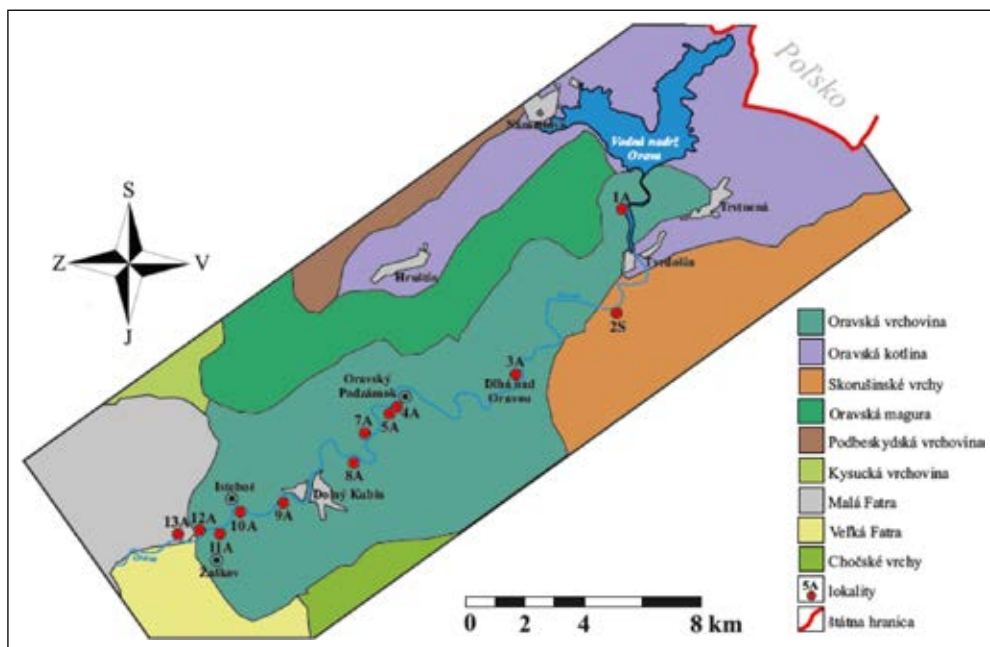 Poľsko
Vodná nadrž
Orava
1A
Trstnená
Tvrdošín
Hruštín
2S
3A
Dlhá nad
Oravou
Oravský
Podzámok
4A
5A
7A
8A
Dolný Kubín
9A
Istebné
10A
11A
12A
13A
Žaškov
S
Z
V
J
0 2 4 8 km
Oravská vrchovina
Oravská kotlina
Skorušinské vrchy
Oravská magura
Podbeskydská vrchovina
Kysucká vrchovina
Malá Fatra
Veľká Fatra
Chočské vrchy
5A
lokality
štátna hranica